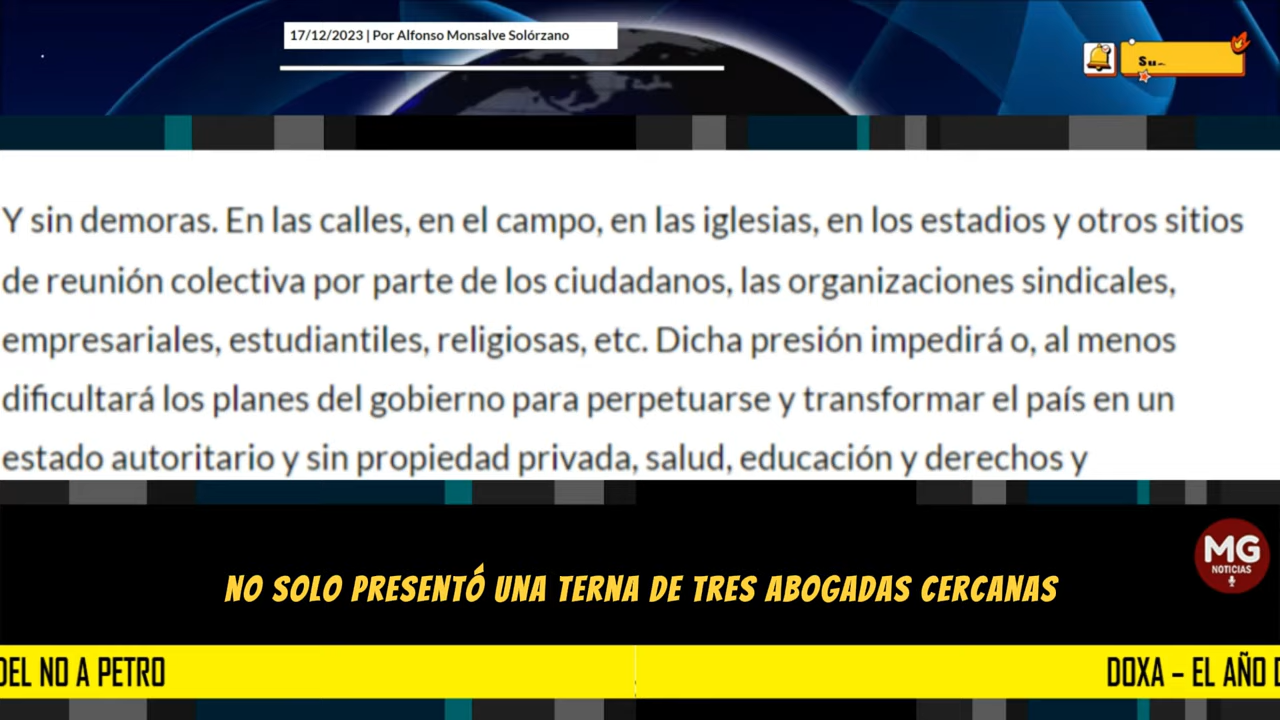 17/12/2023 | Por Alfonso Monsalve Solórzano
Su
Y sin demoras. En las calles, en el campo, en las iglesias, en los estadios y otros sitios
de reunión colectiva por parte de los ciudadanos, las organizaciones sindicales,
empresariales, estudiantiles, religiosas, etc. Dicha presión impedirá o, al menos
dificultará los planes del gobierno para perpetuarse y transformar el país en un
estado autoritario y sin propiedad privada, salud, educación y derechos y
MG
NOTICIAS
NO SOLO PRESENTÓ UNA TERNA DE TRES ABOGADAS CERCANAS
DEL NO A PETRO
DOXA – EL AÑO D